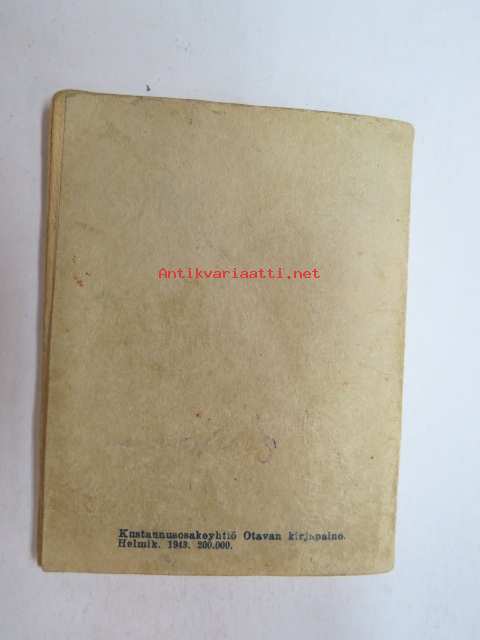 Antikvariaatti.net
Kustannusosakeyhtiö Otavan kirjapaino.
Helmik. 1943. 200.000.